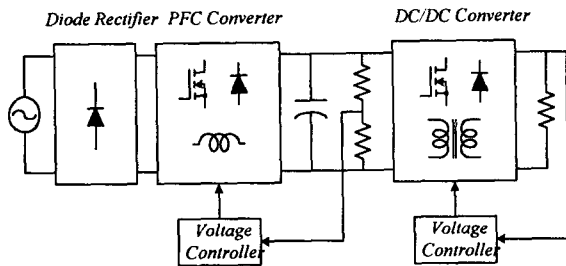 Diode Rectifier PFC Converter DC/DC Converter
Voltage
Controller
Voltage
Controller